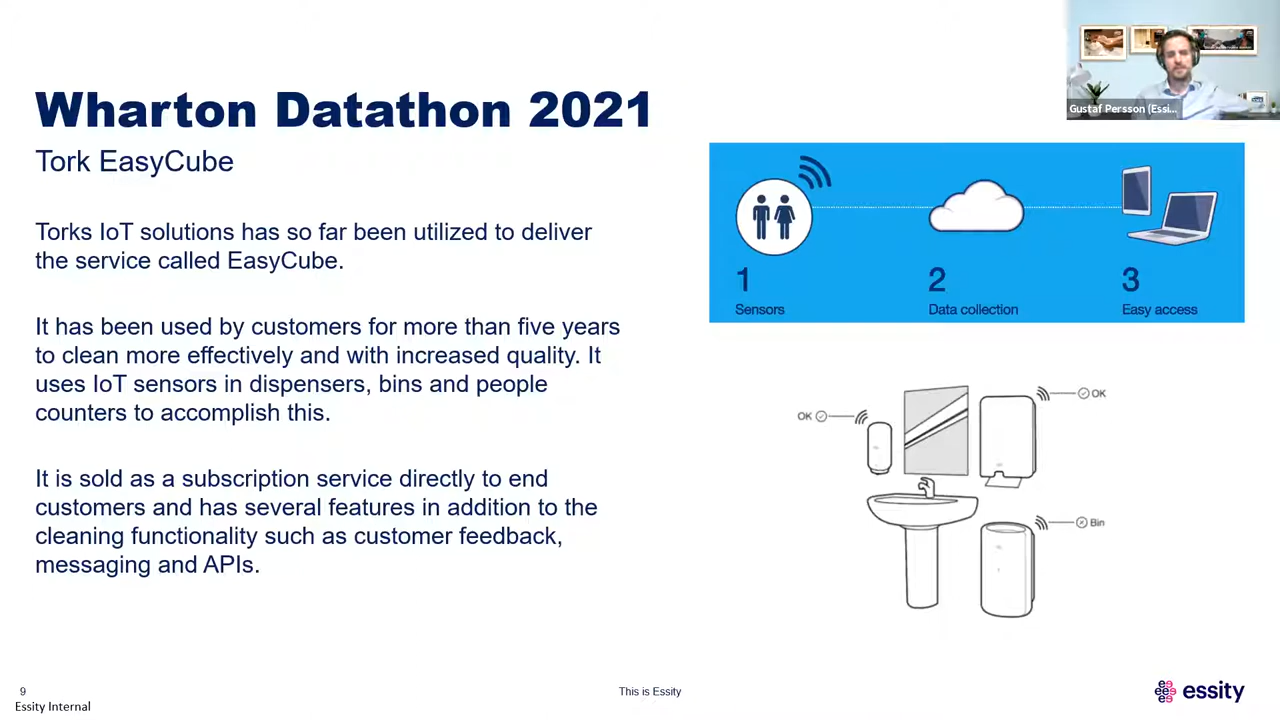 Wharton Datathon 2021
Tork EasyCube
Torks IoT solutions has so far been utilized to deliver
the service called EasyCube.
It has been used by customers for more than five years
to clean more effectively and with increased quality. It
uses IoT sensors in dispensers, bins and people
counters to accomplish this.
It is sold as a subscription service directly to end
customers and has several features in addition to the
cleaning functionality such as customer feedback,
messaging and APIs.
Gustaf Persson (Essi...
1
Sensors
2
Data collection
3
Easy access
OK
OK
Bin
9
Essity Internal
This is Essity
essity